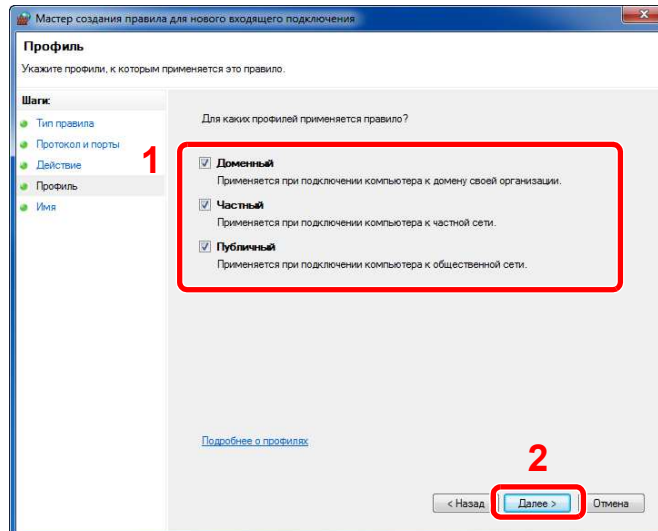 Мастер создания правила для нового входящего подключения
Профиль
Укажите профили, к которым применяется это правило.
Шаги:
Тип правила
Протокол и порты
Действие
Профиль
Имя
Для каких профилей применяется правило?
1
Доменный
Применяется при подключении компьютера к домену своей организации.
Частный
Применяется при подключении компьютера к частной сети.
Публичный
Применяется при подключении компьютера к общественной сети.
Подробнее о профилях
2
< Назад
Далее >
Отмена